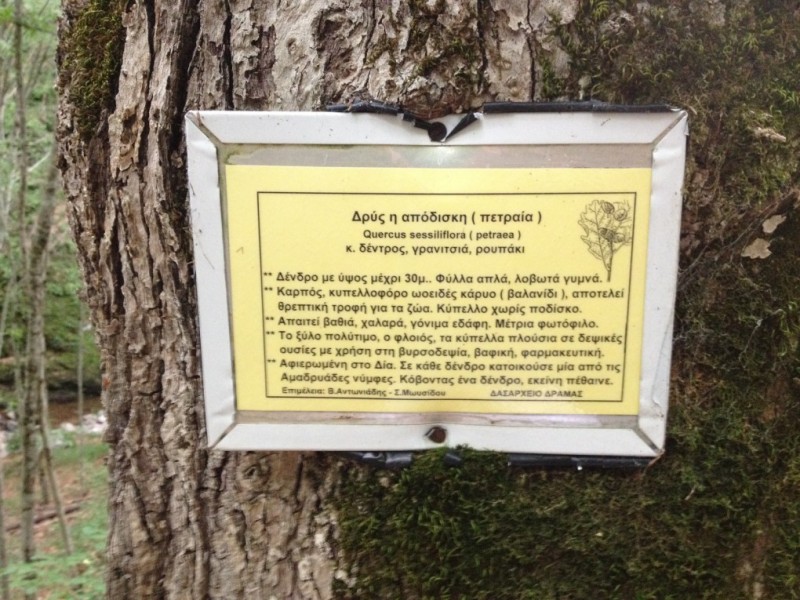 Δρύς η απόδισκη ( πετραία )
Quercus sessiliflora ( petraea )
κ. δέντρος, γρανιτσιά, ρουπάκι
** Δένδρο με ύψος μέχρι 30μ.. Φύλλα απλά, λοβωτά γυμνά.
** Καρπός, κυπελλοφόρο ωοειδές κάρυο ( βαλανίδι ), αποτελεί
θρεπτική τροφή για τα ζώα. Κύπελλο χωρίς ποδίσκο.
** Απαιτεί βαθιά, χαλαρά, γόνιμα εδάφη. Μέτρια φωτόφιλο.
** Το ξύλο πολύτιμο, ο φλοιός, τα κύπελλα πλούσια σε δεψικές
ουσίες με χρήση στη βυρσοδεψία, βαφική, φαρμακευτική.
** Αφιερωμένη στο Δία. Σε κάθε δένδρο κατοικούσε μία από τις
Αμαδρυάδες νύμφες. Κόβοντας ένα δένδρο, εκείνη πέθαινε.
Επιμέλεια: Β.Αντωνιάδης - Σ.Μωυσίδου ΔΑΣΑΡΧΕΙΟ ΔΡΑΜΑΣ